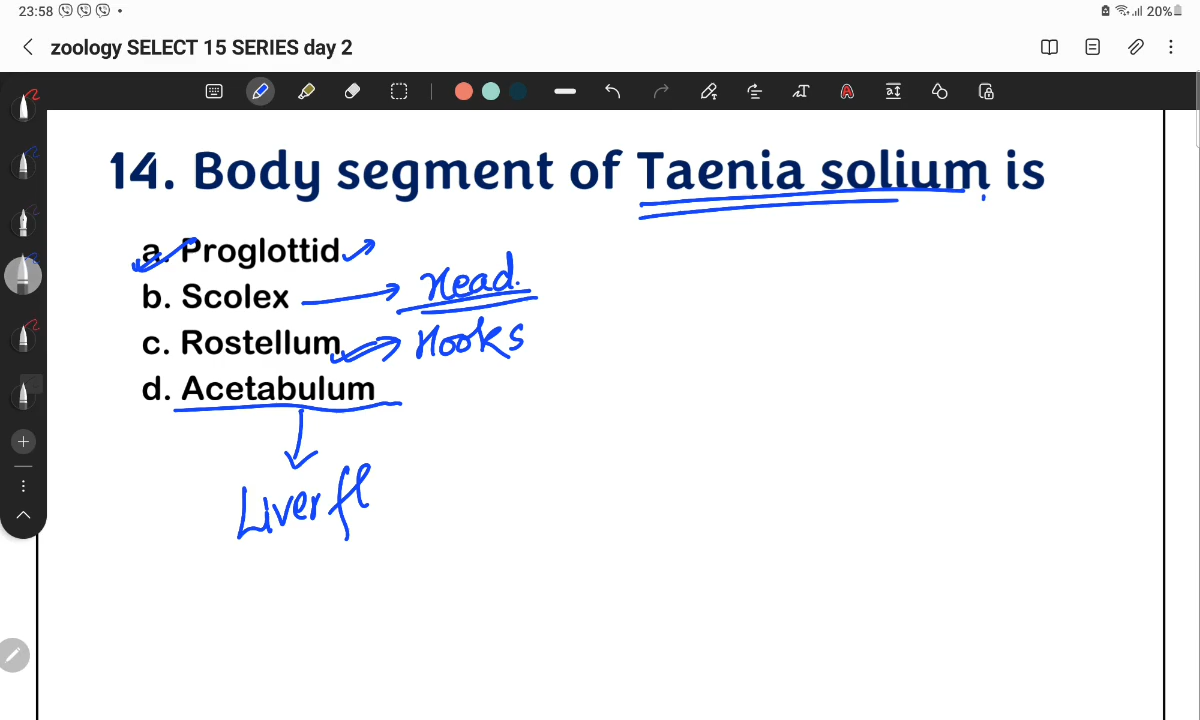 23:58
20%
zoology SELECT 15 SERIES day 2
14. Body segment of Taenia solium is
a. Proglottid
b. Scolex Head.
c. Rostellum Hooks
d. Acetabulum
Liver fl